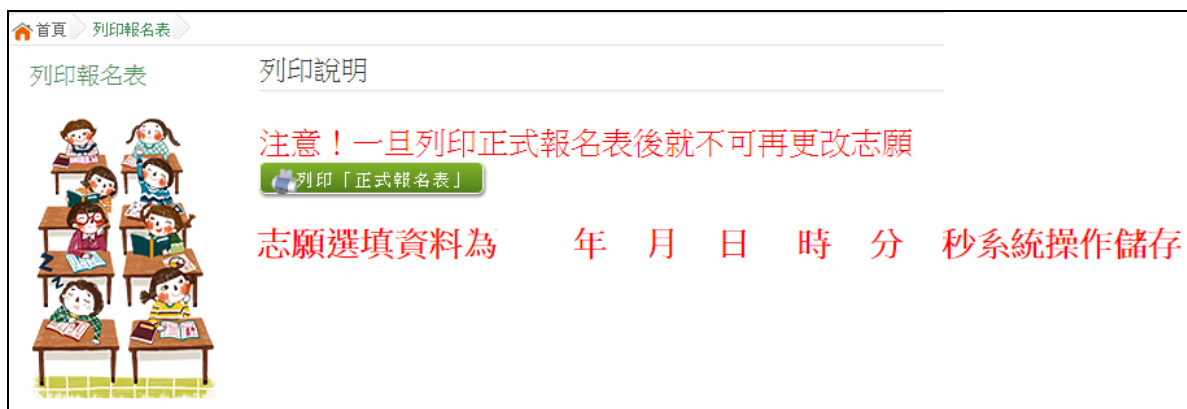 首頁 列印報名表
列印報名表
列印說明
注意！一旦列印正式報名表後就不可再更改志願
列印「正式報名表」
志願選填資料為 年 月 日 時 分 秒系統操作儲存